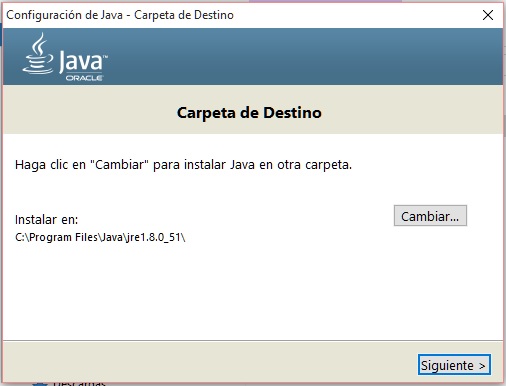 Configuración de Java - Carpeta de Destino
Java™
ORACLE
Carpeta de Destino
Haga clic en "Cambiar" para instalar Java en otra carpeta.
Instalar en:
Cambiar...
C:\Program Files\Java\jre1.8.0_51\
Siguiente >